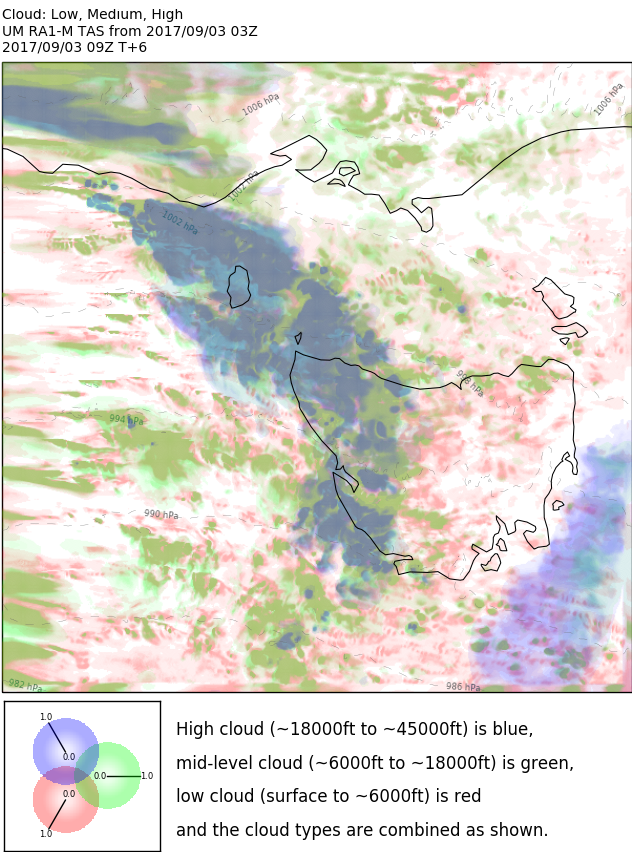 Cloud: Low, Medium, High
UM RA1-M TAS from 2017/09/03 03Z
2017/09/03 09Z T+6
1006 hPa
1006 hPa
1002 hPa
1002 hPa
998 hPa
994 hPa
990 hPa
982 hPa
986 hPa
1.0
0.0
0.0
1.0
0.0
1.0
High cloud (~18000ft to ~45000ft) is blue,
mid-level cloud (~6000ft to ~18000ft) is green,
low cloud (surface to ~6000ft) is red
and the cloud types are combined as shown.